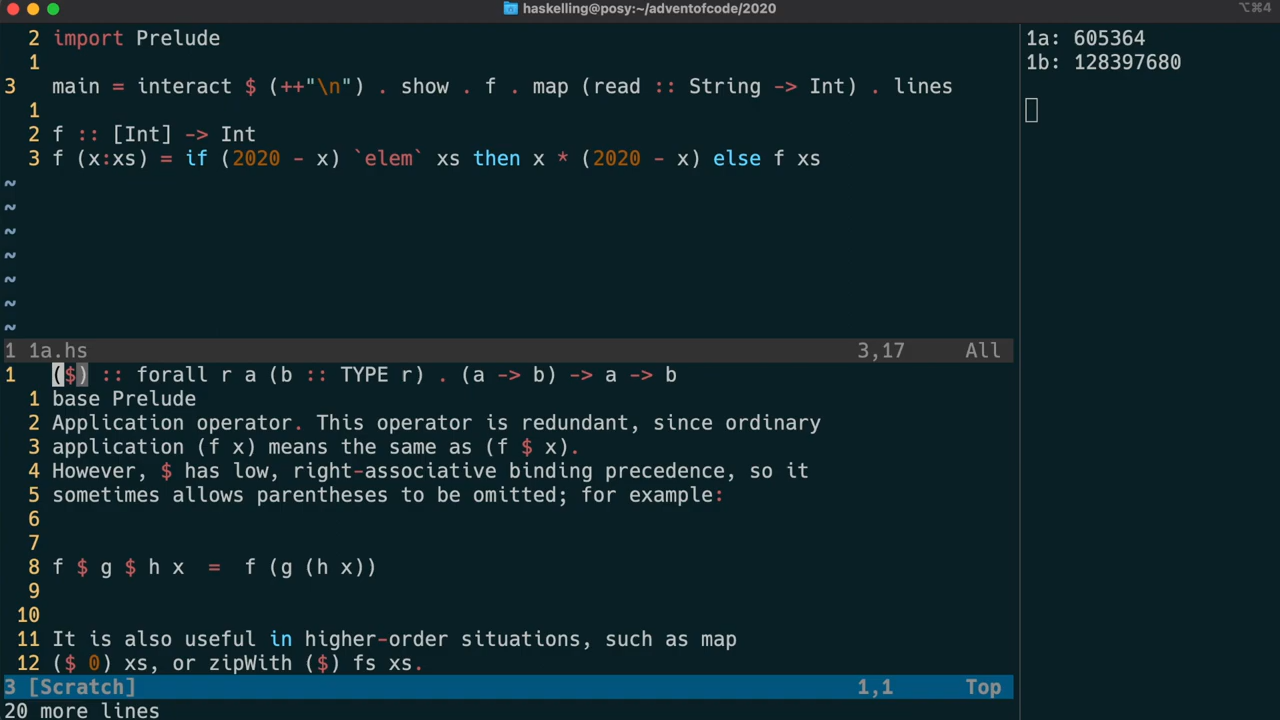 haskelling@posy:~/adventofcode/2020
⌥⌘4
2 import Prelude
1
3 main = interact $ (++"\n") . show . f . map (read :: String -> Int) . lines
1
2 f :: [Int] -> Int
3 f (x:xs) = if (2020 - x) `elem` xs then x * (2020 - x) else f xs
~
~
~
~
~
~
~
1 1a.hs 3,17 All
1 ($) :: forall r a (b :: TYPE r) . (a -> b) -> a -> b
1 base Prelude
2 Application operator. This operator is redundant, since ordinary
3 application (f x) means the same as (f $ x).
4 However, $ has low, right-associative binding precedence, so it
5 sometimes allows parentheses to be omitted; for example:
6
7
8 f $ g $ h x  =  f (g (h x))
9
10
11 It is also useful in higher-order situations, such as map
12 ($ 0) xs, or zipWith ($) fs xs.
3 [Scratch] 1,1 Top
20 more lines
1a: 605364
1b: 128397680